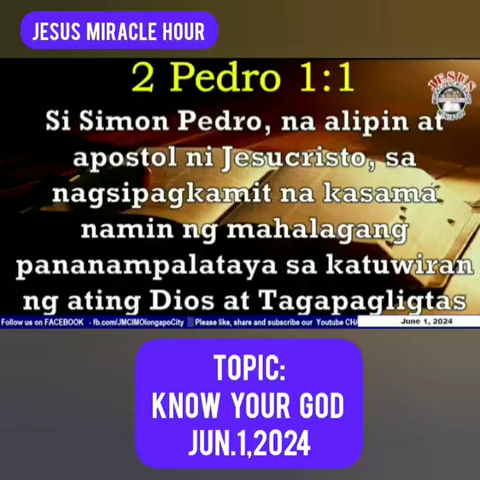 JESUS MIRACLE HOUR
2 Pedro 1:1
JESUS
Si Simon Pedro, na alipin at
apostol ni Jesucristo, sa
nagsipagkamit na kasama
namin ng mahalagang
pananampalataya sa katuwiran
ng ating Dios at Tagapagligtas
Follow us on FACEBOOK - fb.com/JMCIMOlongapoCity Please like, share and subscribe our Youtube CHA
June 1, 2024
TOPIC:
KNOW YOUR GOD
JUN.1,2024